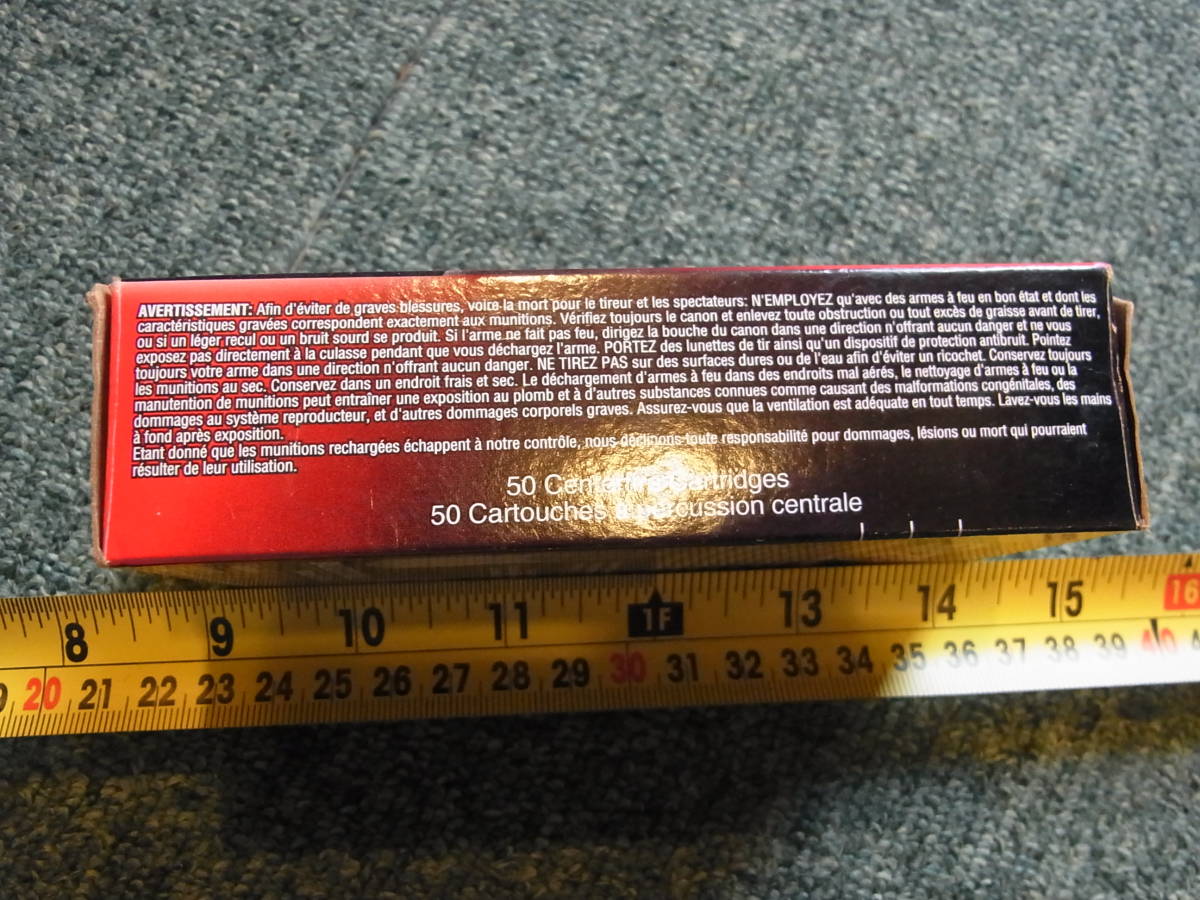 AVERTISSEMENT: Afin d'éviter de graves blessures, voire la mort pour le tireur et les spectateurs: N'EMPLOYEZ qu'avec des armes à feu en bon état et dont les
caractéristiques gravées correspondent exactement aux munitions. Vérifiez toujours le canon et enlevez toute obstruction ou tout excès de graisse avant de tirer,
ou si un léger recul ou un bruit sourd se produit. Si l'arme ne fait pas feu, dirigez la bouche du canon dans une direction n'offrant aucun danger et ne vous
exposez pas directement à la culasse pendant que vous déchargez l'arme. PORTEZ des lunettes de tir ainsi qu'un dispositif de protection antibruit. Pointez
toujours votre arme dans une direction n'offrant aucun danger. NE TIREZ PAS sur des surfaces dures ou de l'eau afin d'éviter un ricochet. Conservez toujours
les munitions au sec. Conservez dans un endroit frais et sec. Le déchargement d'armes à feu dans des endroits mal aérés, le nettoyage d'armes à feu ou la
manutention de munitions peut entraîner une exposition au plomb et à d'autres substances connues comme causant des malformations congénitales, des
dommages au système reproducteur, et d'autres dommages corporels graves. Assurez-vous que la ventilation est adéquate en tout temps. Lavez-vous les mains
à fond après exposition.
Etant donné que les munitions rechargées échappent à notre contrôle, nous déclinons toute responsabilité pour dommages, lésions ou mort qui pourraient
résulter de leur utilisation.
50 Centerfire Cartridges
50 Cartouches à percussion centrale
8 9 10 11 1F 13 14 15 16
20 21 22 23 24 25 26 27 28 29 30 31 32 33 34 35 36 37 38 39 40